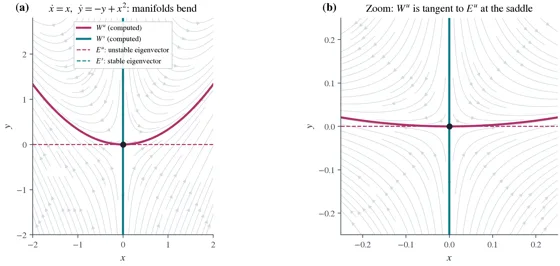 (a) ẋ = x, ẏ = −y + x²: manifolds bend
Wᵘ (computed)
Wˢ (computed)
Eᵘ: unstable eigenvector
Eˢ: stable eigenvector
y
2
1
0
−1
−2
−2 −1 0 1 2
x
(b) Zoom: Wᵘ is tangent to Eᵘ at the saddle
y
0.2
0.1
0.0
−0.1
−0.2
−0.2 −0.1 0.0 0.1 0.2
x